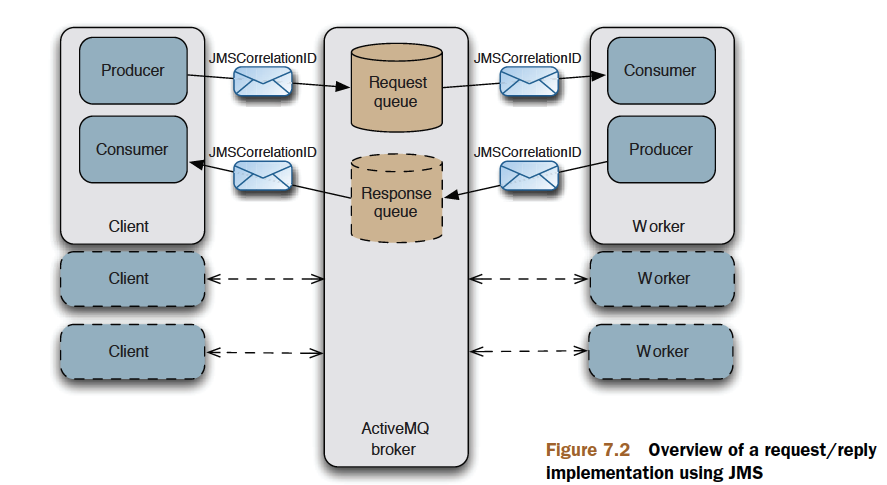 Producer
JMSCorrelationID
Request
queue
JMSCorrelationID
Consumer
Consumer
JMSCorrelationID
Response
queue
JMSCorrelationID
Producer
Client
Worker
Client
Worker
Client
Worker
ActiveMQ
broker
Figure 7.2 Overview of a request/reply
implementation using JMS